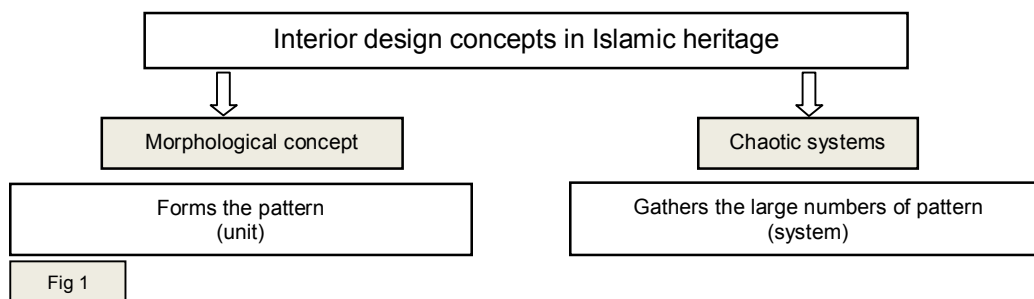 Interior design concepts in Islamic heritage
Morphological concept
Chaotic systems
Forms the pattern
(unit)
Gathers the large numbers of pattern
(system)
Fig 1